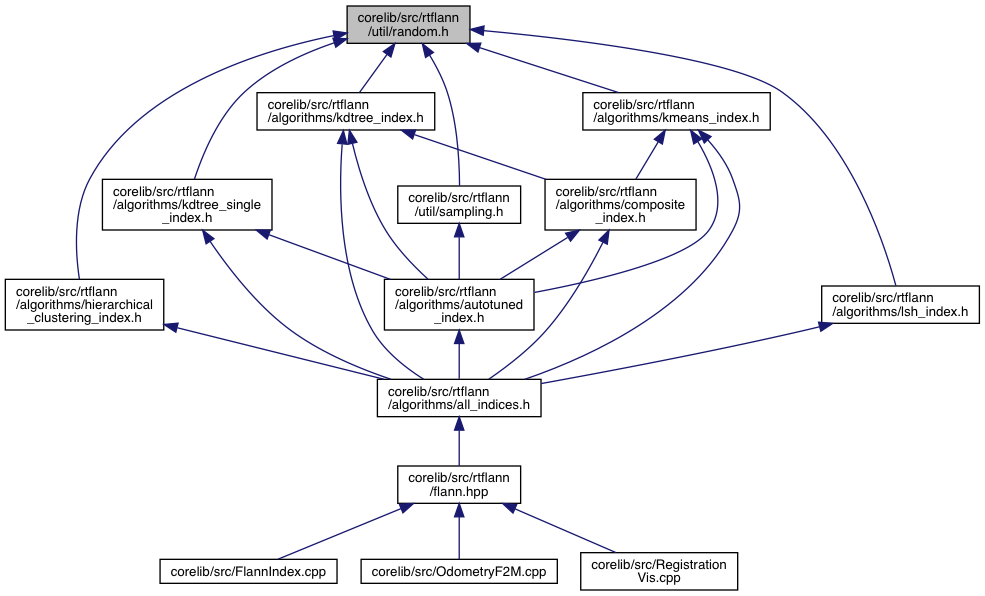 corelib/src/rtflann
/util/random.h
corelib/src/rtflann
/algorithms/kdtree_index.h
corelib/src/rtflann
/algorithms/kmeans_index.h
corelib/src/rtflann
/algorithms/kdtree_single
_index.h
corelib/src/rtflann
/util/sampling.h
corelib/src/rtflann
/algorithms/composite
_index.h
corelib/src/rtflann
/algorithms/hierarchical
_clustering_index.h
corelib/src/rtflann
/algorithms/autotuned
_index.h
corelib/src/rtflann
/algorithms/lsh_index.h
corelib/src/rtflann
/algorithms/all_indices.h
corelib/src/rtflann
/flann.hpp
corelib/src/FlannIndex.cpp
corelib/src/OdometryF2M.cpp
corelib/src/Registration
Vis.cpp